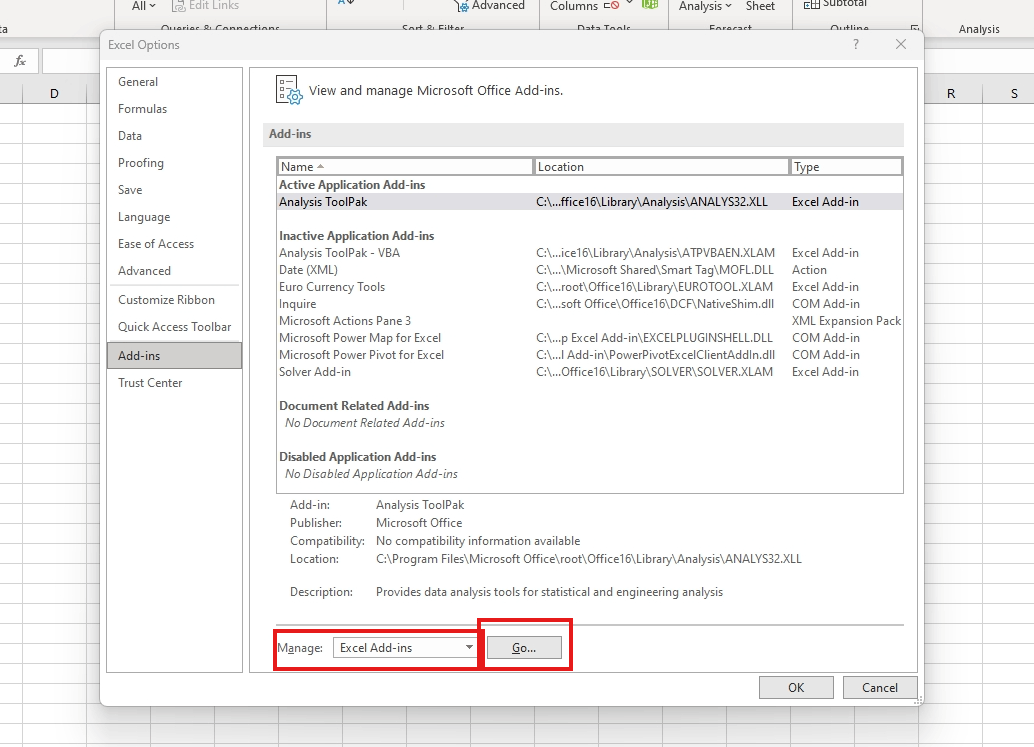 All
Edit Links
Advanced
Columns
Analysis
Sheet
Subtotal
Queries & Connections
Sort & Filter
Data Tools
Forecast
Outline
Analysis
fx
D
R
S
Excel Options
?
General
Formulas
Data
Proofing
Save
Language
Ease of Access
Advanced
Customize Ribbon
Quick Access Toolbar
Add-ins
Trust Center
View and manage Microsoft Office Add-ins.
Add-ins
Name Location Type
Active Application Add-ins
Analysis ToolPak C:\...ffice16\Library\Analysis\ANALYS32.XLL Excel Add-in
Inactive Application Add-ins
Analysis ToolPak - VBA C:\...ice16\Library\Analysis\ATPVBAEN.XLAM Excel Add-in
Date (XML) C:\...\Microsoft Shared\Smart Tag\MOFL.DLL Action
Euro Currency Tools C:\...root\Office16\Library\EUROTOOL.XLAM Excel Add-in
Inquire C:\...soft Office\Office16\DCF\NativeShim.dll COM Add-in
Microsoft Actions Pane 3 XML Expansion Pack
Microsoft Power Map for Excel C:\...p Excel Add-in\EXCELPLUGINSHELL.DLL COM Add-in
Microsoft Power Pivot for Excel C:\...l Add-in\PowerPivotExcelClientAddIn.dll COM Add-in
Solver Add-in C:\...Office16\Library\SOLVER\SOLVER.XLAM Excel Add-in
Document Related Add-ins
No Document Related Add-ins
Disabled Application Add-ins
No Disabled Application Add-ins
Add-in: Analysis ToolPak
Publisher: Microsoft Office
Compatibility: No compatibility information available
Location: C:\Program Files\Microsoft Office\root\Office16\Library\Analysis\ANALYS32.XLL
Description: Provides data analysis tools for statistical and engineering analysis
Manage: Excel Add-ins Go...
OK Cancel